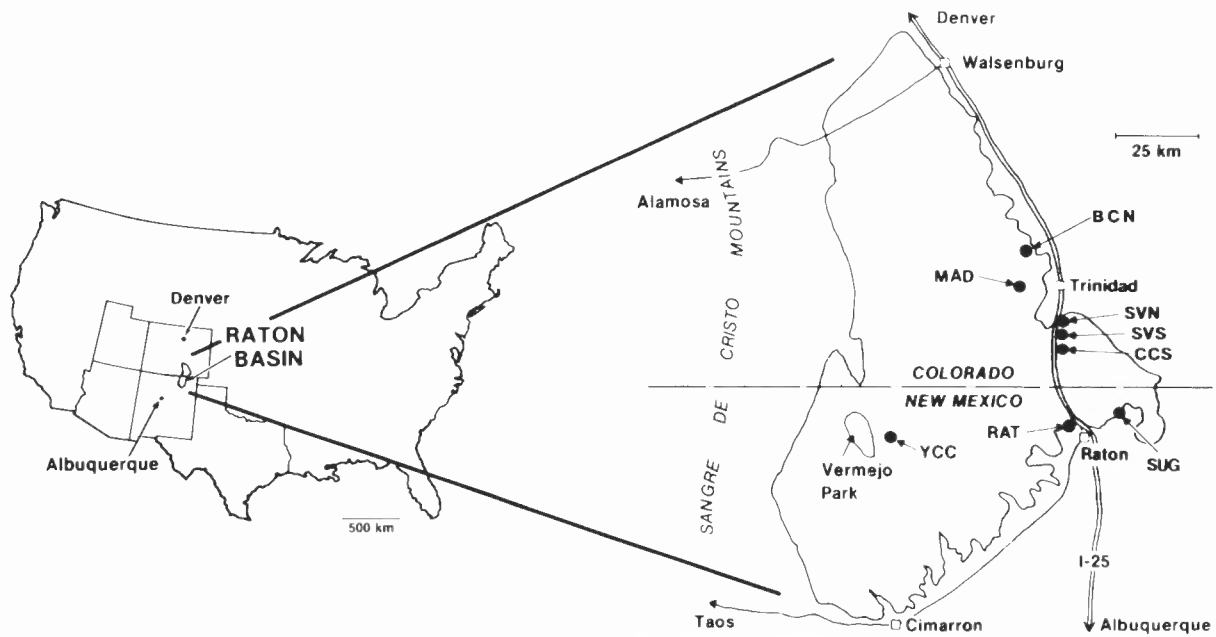 Denver
Walsenburg
25 km
Alamosa
SANGRE DE CRISTO MOUNTAINS
BCN
MAD
Trinidad
SVN
SVS
CCS
COLORADO
NEW MEXICO
RAT
Raton
SUG
YCC
Vermejo
Park
I-25
Taos
Cimarron
Albuquerque
Denver
RATON
BASIN
Albuquerque
500 km